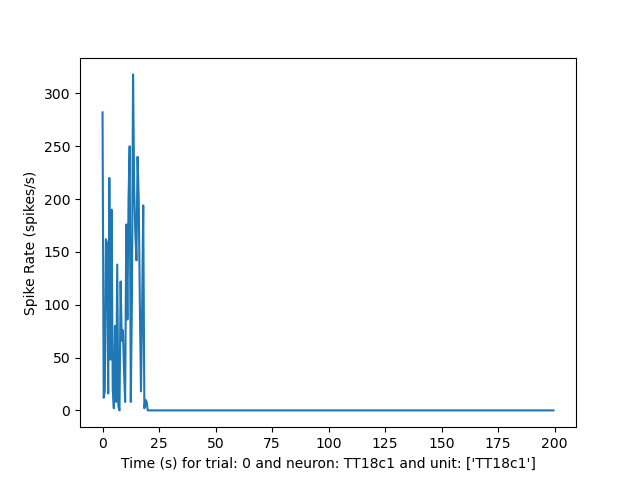 300
250
200
150
100
50
0
Spike Rate (spikes/s)
0 25 50 75 100 125 150 175 200
Time (s) for trial: 0 and neuron: TT18c1 and unit: ['TT18c1']